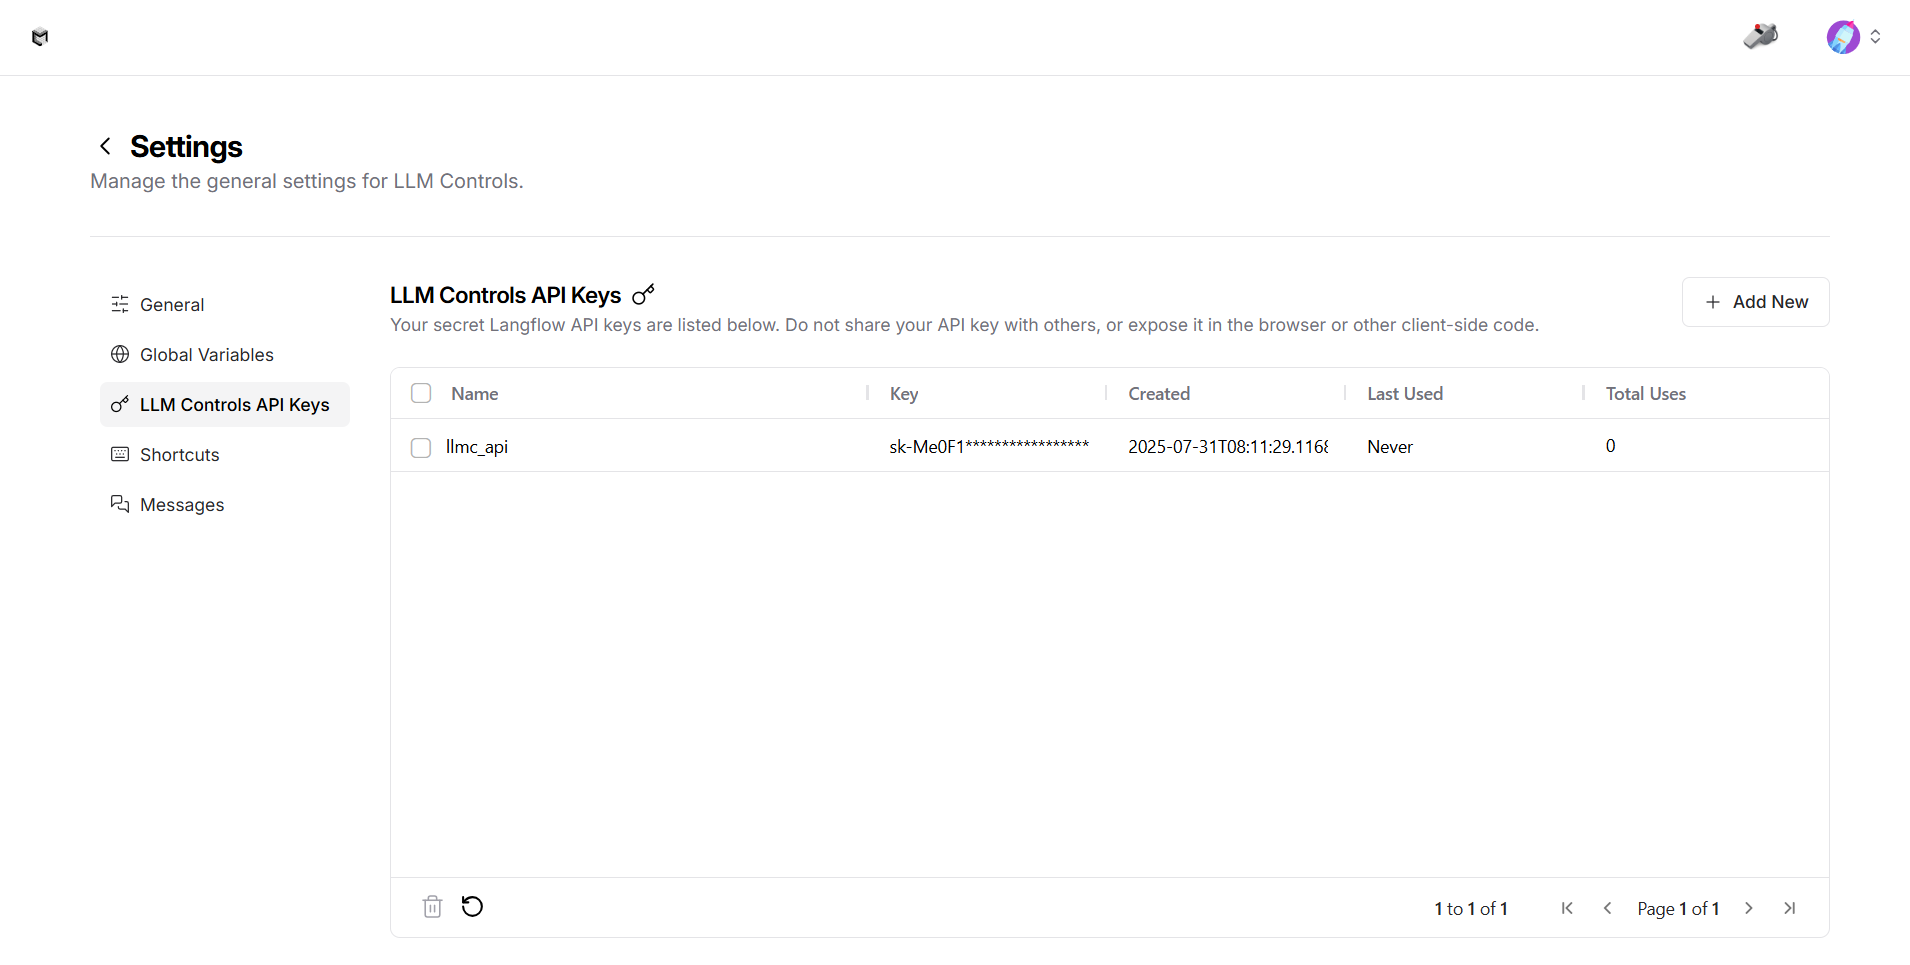 Settings
Manage the general settings for LLM Controls.
General
Global Variables
LLM Controls API Keys
Shortcuts
Messages
LLM Controls API Keys
Your secret Langflow API keys are listed below. Do not share your API key with others, or expose it in the browser or other client-side code.
Add New
Name Key Created Last Used Total Uses
llmc_api sk-Me0F1***************** 2025-07-31T08:11:29.116 Never 0
1 to 1 of 1 Page 1 of 1